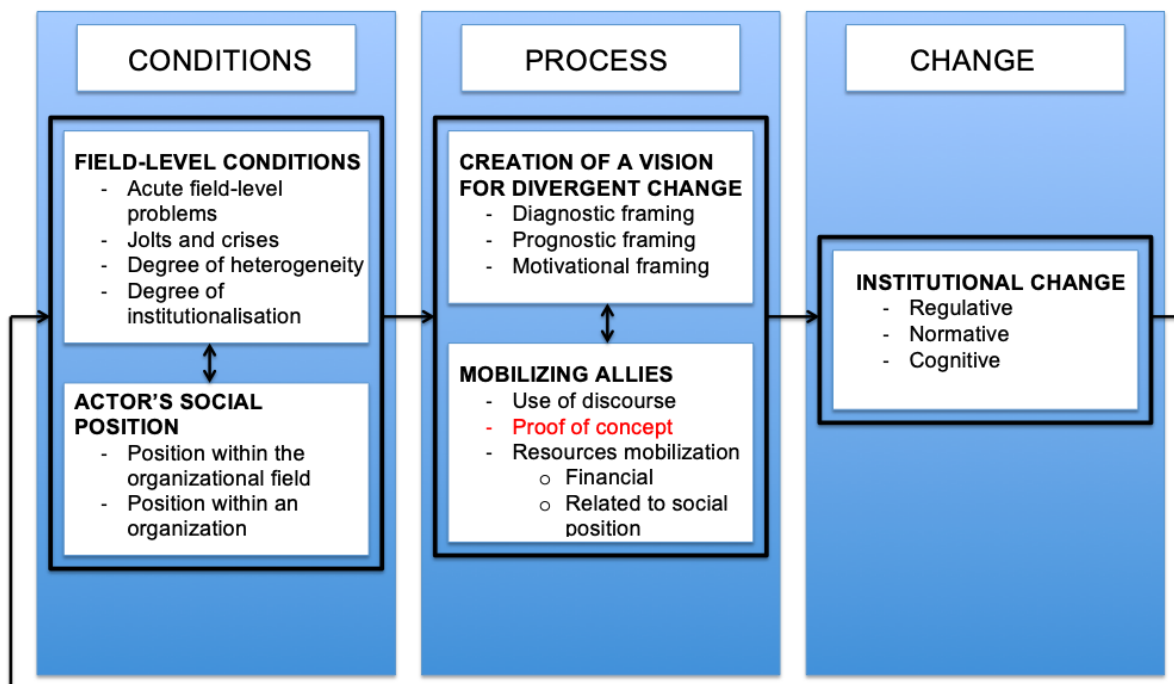 CONDITIONS
FIELD-LEVEL CONDITIONS
- Acute field-level
problems
- Jolts and crises
- Degree of heterogeneity
- Degree of
institutionalisation
ACTOR'S SOCIAL
POSITION
- Position within the
organizational field
- Position within an
organization
PROCESS
CREATION OF A VISION
FOR DIVERGENT CHANGE
- Diagnostic framing
- Prognostic framing
- Motivational framing
MOBILIZING ALLIES
- Use of discourse
- Proof of concept
- Resources mobilization
o Financial
o Related to social
position
CHANGE
INSTITUTIONAL CHANGE
- Regulative
- Normative
- Cognitive